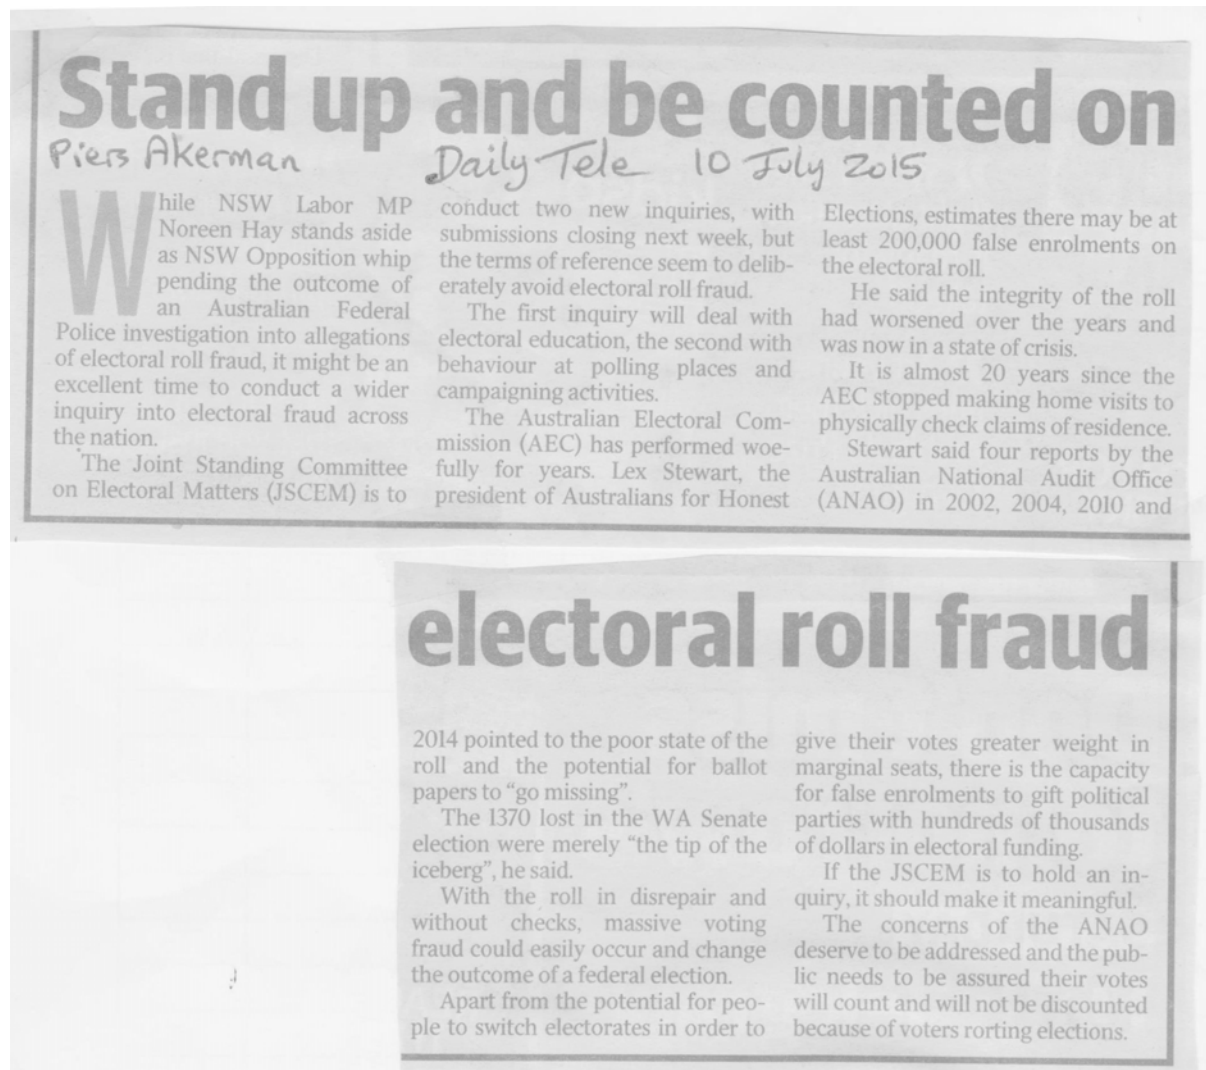 Stand up and be counted on
Piers Akerman Daily Tele 10 July 2015
While NSW Labor MP
Noreen Hay stands aside
as NSW Opposition whip
pending the outcome of
an Australian Federal
Police investigation into allegations
of electoral roll fraud, it might be an
excellent time to conduct a wider
inquiry into electoral fraud across
the nation.
The Joint Standing Committee
on Electoral Matters (JSCEM) is to
conduct two new inquiries, with
submissions closing next week, but
the terms of reference seem to delib-
erately avoid electoral roll fraud.
The first inquiry will deal with
electoral education, the second with
behaviour at polling places and
campaigning activities.
The Australian Electoral Com-
mission (AEC) has performed woe-
fully for years. Lex Stewart, the
president of Australians for Honest
Elections, estimates there may be at
least 200,000 false enrolments on
the electoral roll.
He said the integrity of the roll
had worsened over the years and
was now in a state of crisis.
It is almost 20 years since the
AEC stopped making home visits to
physically check claims of residence.
Stewart said four reports by the
Australian National Audit Office
(ANAO) in 2002, 2004, 2010 and
electoral roll fraud
2014 pointed to the poor state of the
roll and the potential for ballot
papers to “go missing”.
The 1370 lost in the WA Senate
election were merely “the tip of the
iceberg”, he said.
With the roll in disrepair and
without checks, massive voting
fraud could easily occur and change
the outcome of a federal election.
Apart from the potential for peo-
ple to switch electorates in order to
give their votes greater weight in
marginal seats, there is the capacity
for false enrolments to gift political
parties with hundreds of thousands
of dollars in electoral funding.
If the JSCEM is to hold an in-
quiry, it should make it meaningful.
The concerns of the ANAO
deserve to be addressed and the pub-
lic needs to be assured their votes
will count and will not be discounted
because of voters rorting elections.